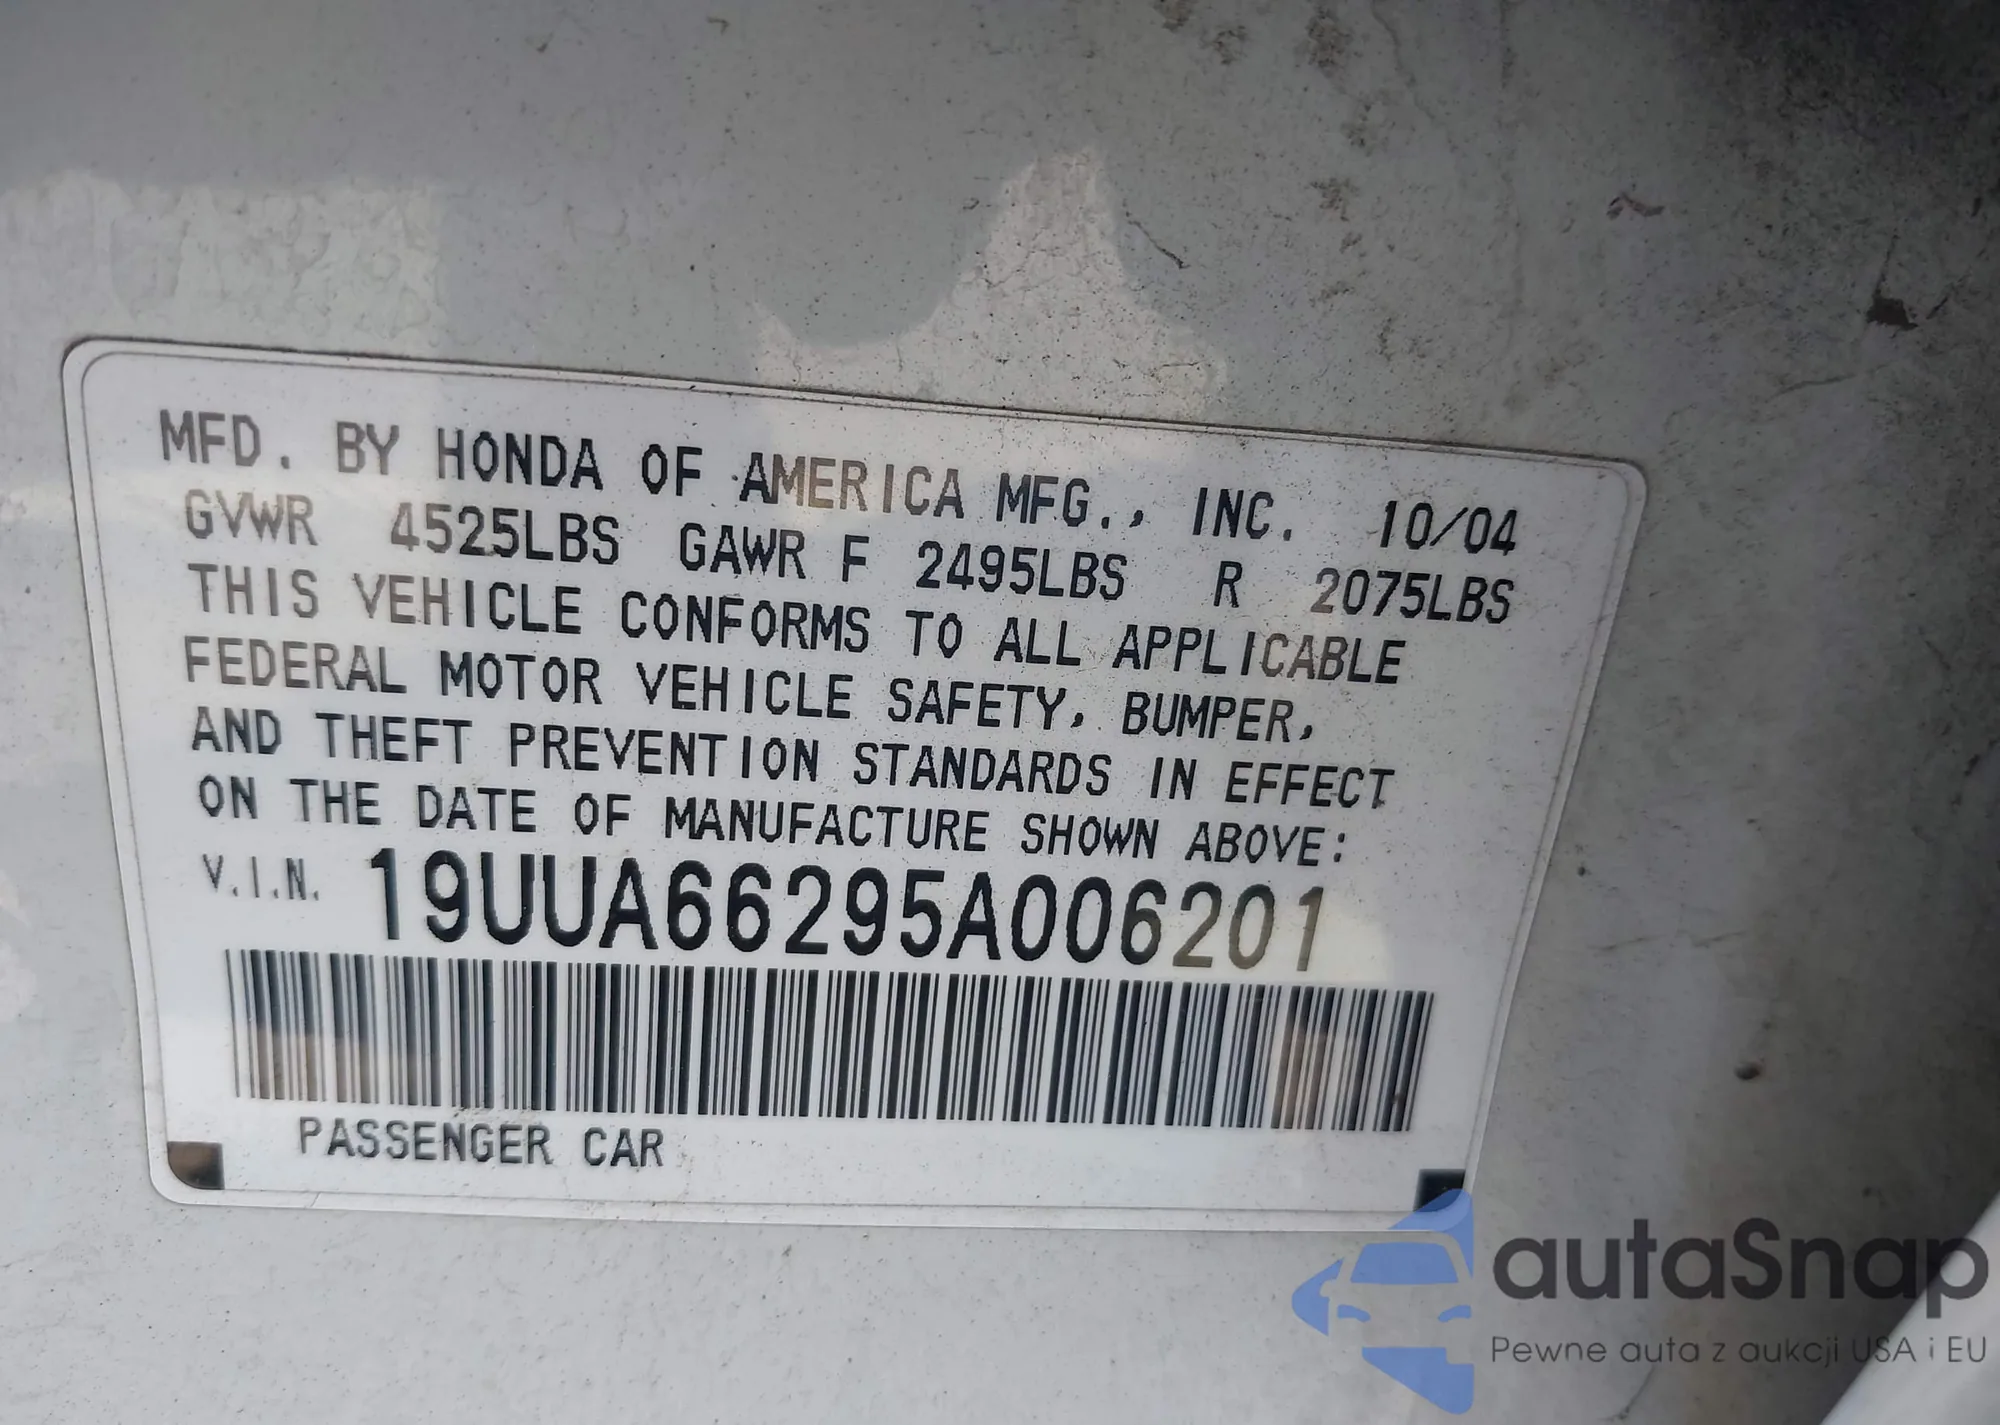 MFD. BY HONDA OF AMERICA MFG., INC. 10/04
GVWR 4525LBS GAWR F 2495LBS R 2075LBS
THIS VEHICLE CONFORMS TO ALL APPLICABLE
FEDERAL MOTOR VEHICLE SAFETY, BUMPER,
AND THEFT PREVENTION STANDARDS IN EFFECT
ON THE DATE OF MANUFACTURE SHOWN ABOVE:
V.I.N. 19UUA66295A006201
PASSENGER CAR
autaSnap
Pewne auta z aukcji USA i EU